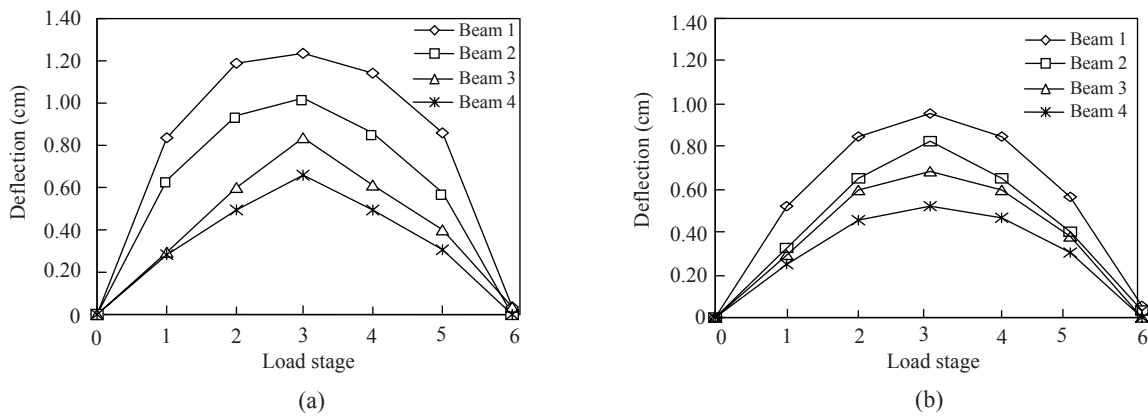 1.40
1.20
1.00
0.80
0.60
0.40
0.20
0
Deflection (cm)
Beam 1
Beam 2
Beam 3
Beam 4
0 1 2 3 4 5 6
Load stage
(a)
1.40
1.20
1.00
0.80
0.60
0.40
0.20
0
Deflection (cm)
Beam 1
Beam 2
Beam 3
Beam 4
0 1 2 3 4 5 6
Load stage
(b)